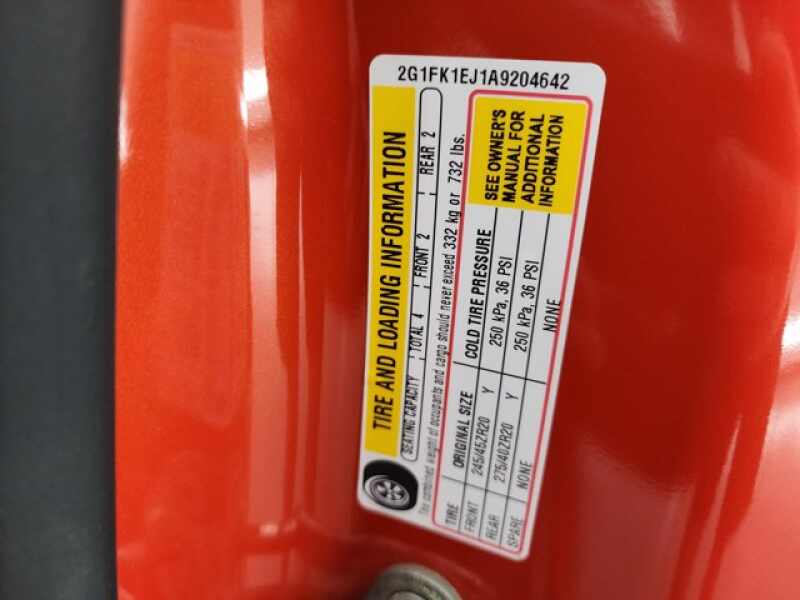 2G1FK1EJ1A9204642
TIRE AND LOADING INFORMATION
SEATING CAPACITY TOTAL 4 FRONT 2 REAR 2
The combined weight of occupants and cargo should never exceed 332 kg or 732 lbs.
TIRE ORIGINAL SIZE COLD TIRE PRESSURE
FRONT 245/45ZR20 Y 250 kPa, 36 PSI
REAR 275/40ZR20 Y 250 kPa, 36 PSI
SPARE NONE NONE
SEE OWNER'S
MANUAL FOR
ADDITIONAL
INFORMATION